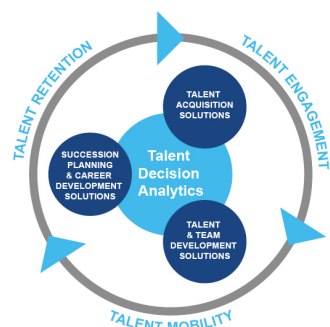 TALENT RETENTION
TALENT ENGAGEMENT
TALENT
ACQUISITION
SOLUTIONS
SUCCESSION
PLANNING
& CAREER
DEVELOPMENT
SOLUTIONS
Talent
Decision
Analytics
TALENT
& TEAM
DEVELOPMENT
SOLUTIONS
TALENT MOBILITY